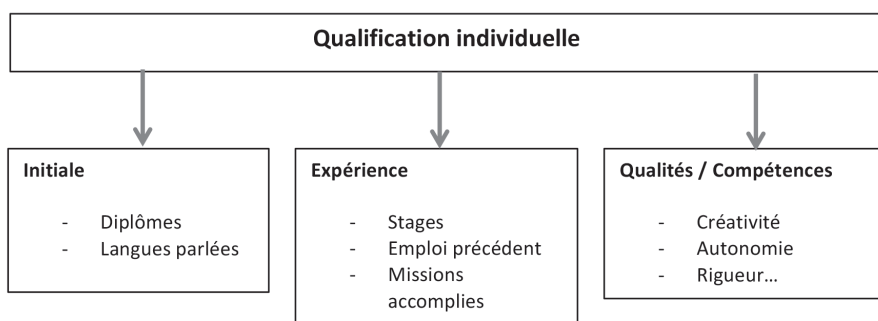 Qualification individuelle
Initiale
- Diplômes
- Langues parlées
Expérience
- Stages
- Emploi précédent
- Missions
accomplies
Qualités / Compétences
- Créativité
- Autonomie
- Rigueur…